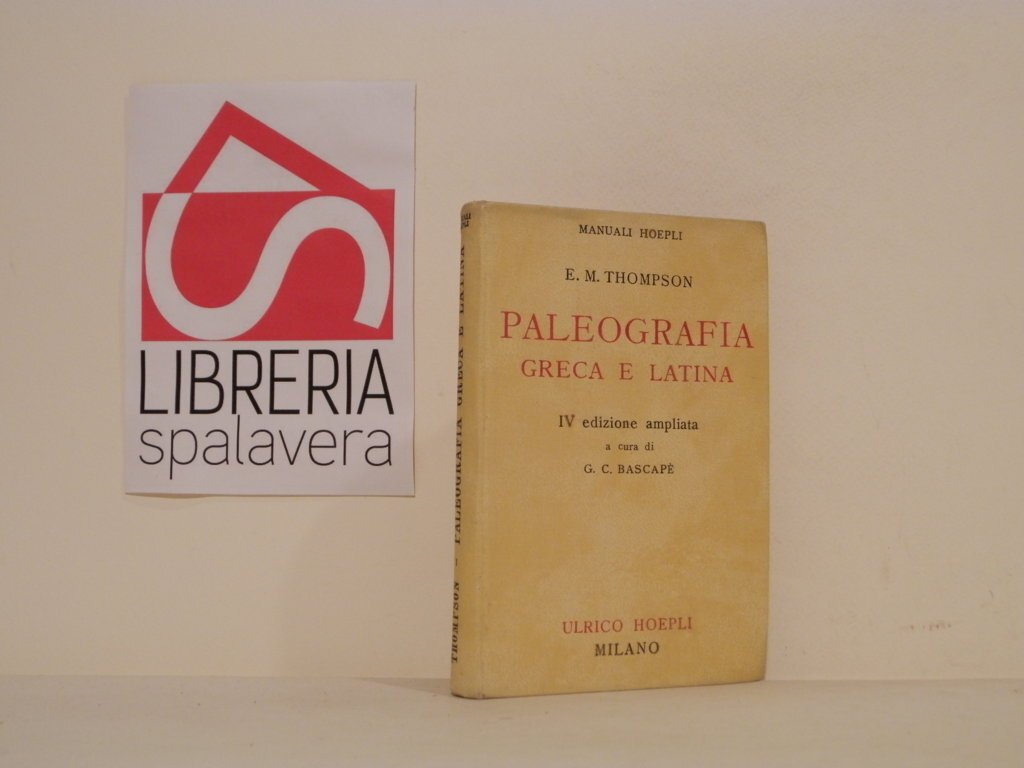 LIBRERIA
spalavera
THOMPSON - PALEOGRAFIA GRECA E LATINA
MANUALI HOEPLI
E. M. THOMPSON
PALEOGRAFIA
GRECA E LATINA
IV edizione ampliata
a cura di
G. C. BASCAPÈ
ULRICO HOEPLI
MILANO